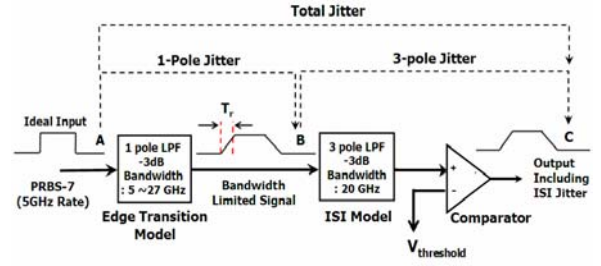 Total Jitter
1-Pole Jitter
3-pole Jitter
Tr
Ideal Input
A
B
C
1 pole LPF
-3dB
Bandwidth
: 5 ~27 GHz
3 pole LPF
-3dB
Bandwidth
: 20 GHz
+
-
Output
Including
ISI Jitter
PRBS-7
(5GHz Rate)
Edge Transition
Model
Bandwidth
Limited Signal
ISI Model
Comparator
Vthreshold